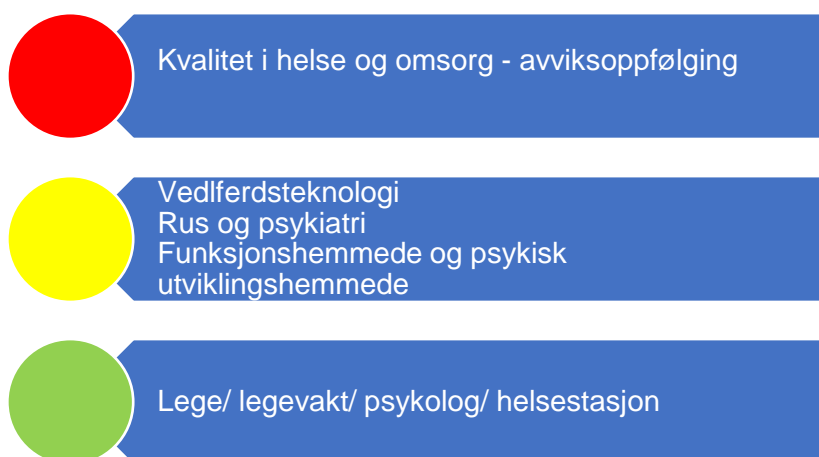 Kvalitet i helse og omsorg - avviksoppfølging
Vedlferdsteknologi
Rus og psykiatri
Funksjonshemmede og psykisk
utviklingshemmede
Lege/ legevakt/ psykolog/ helsestasjon